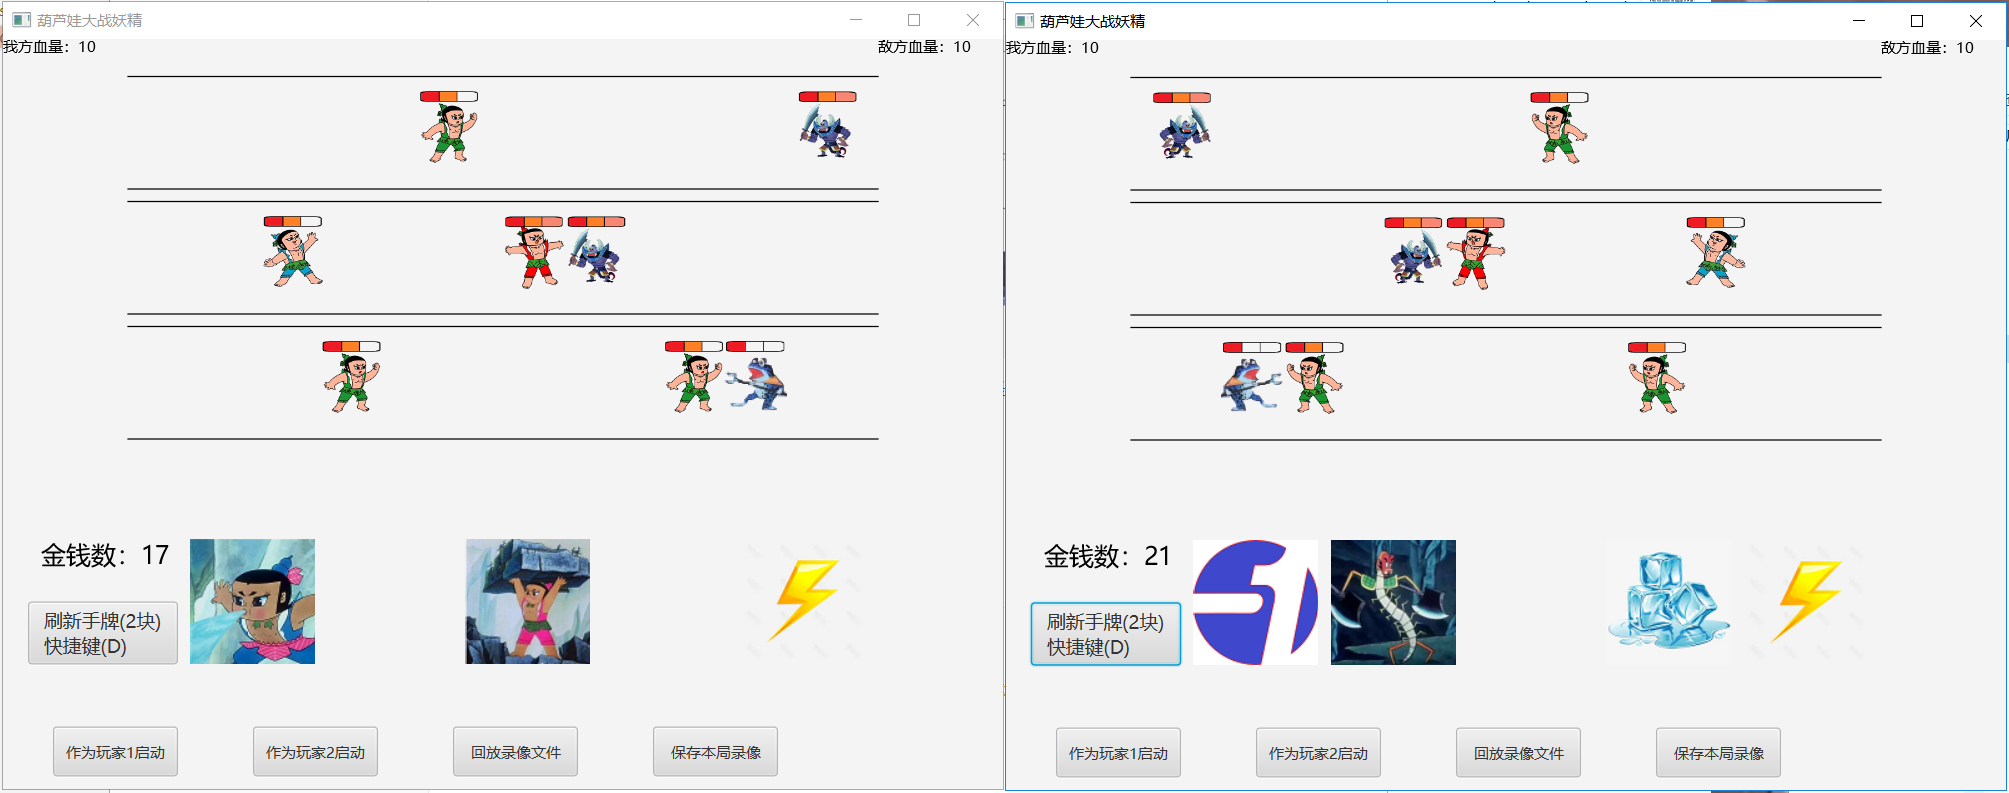 葫芦娃大战妖精
我方血量：10
敌方血量：10
金钱数：17
刷新手牌(2块)
快捷键(D)
作为玩家1启动
作为玩家2启动
回放录像文件
保存本局录像
葫芦娃大战妖精
我方血量：10
敌方血量：10
金钱数：21
刷新手牌(2块)
快捷键(D)
作为玩家1启动
作为玩家2启动
回放录像文件
保存本局录像